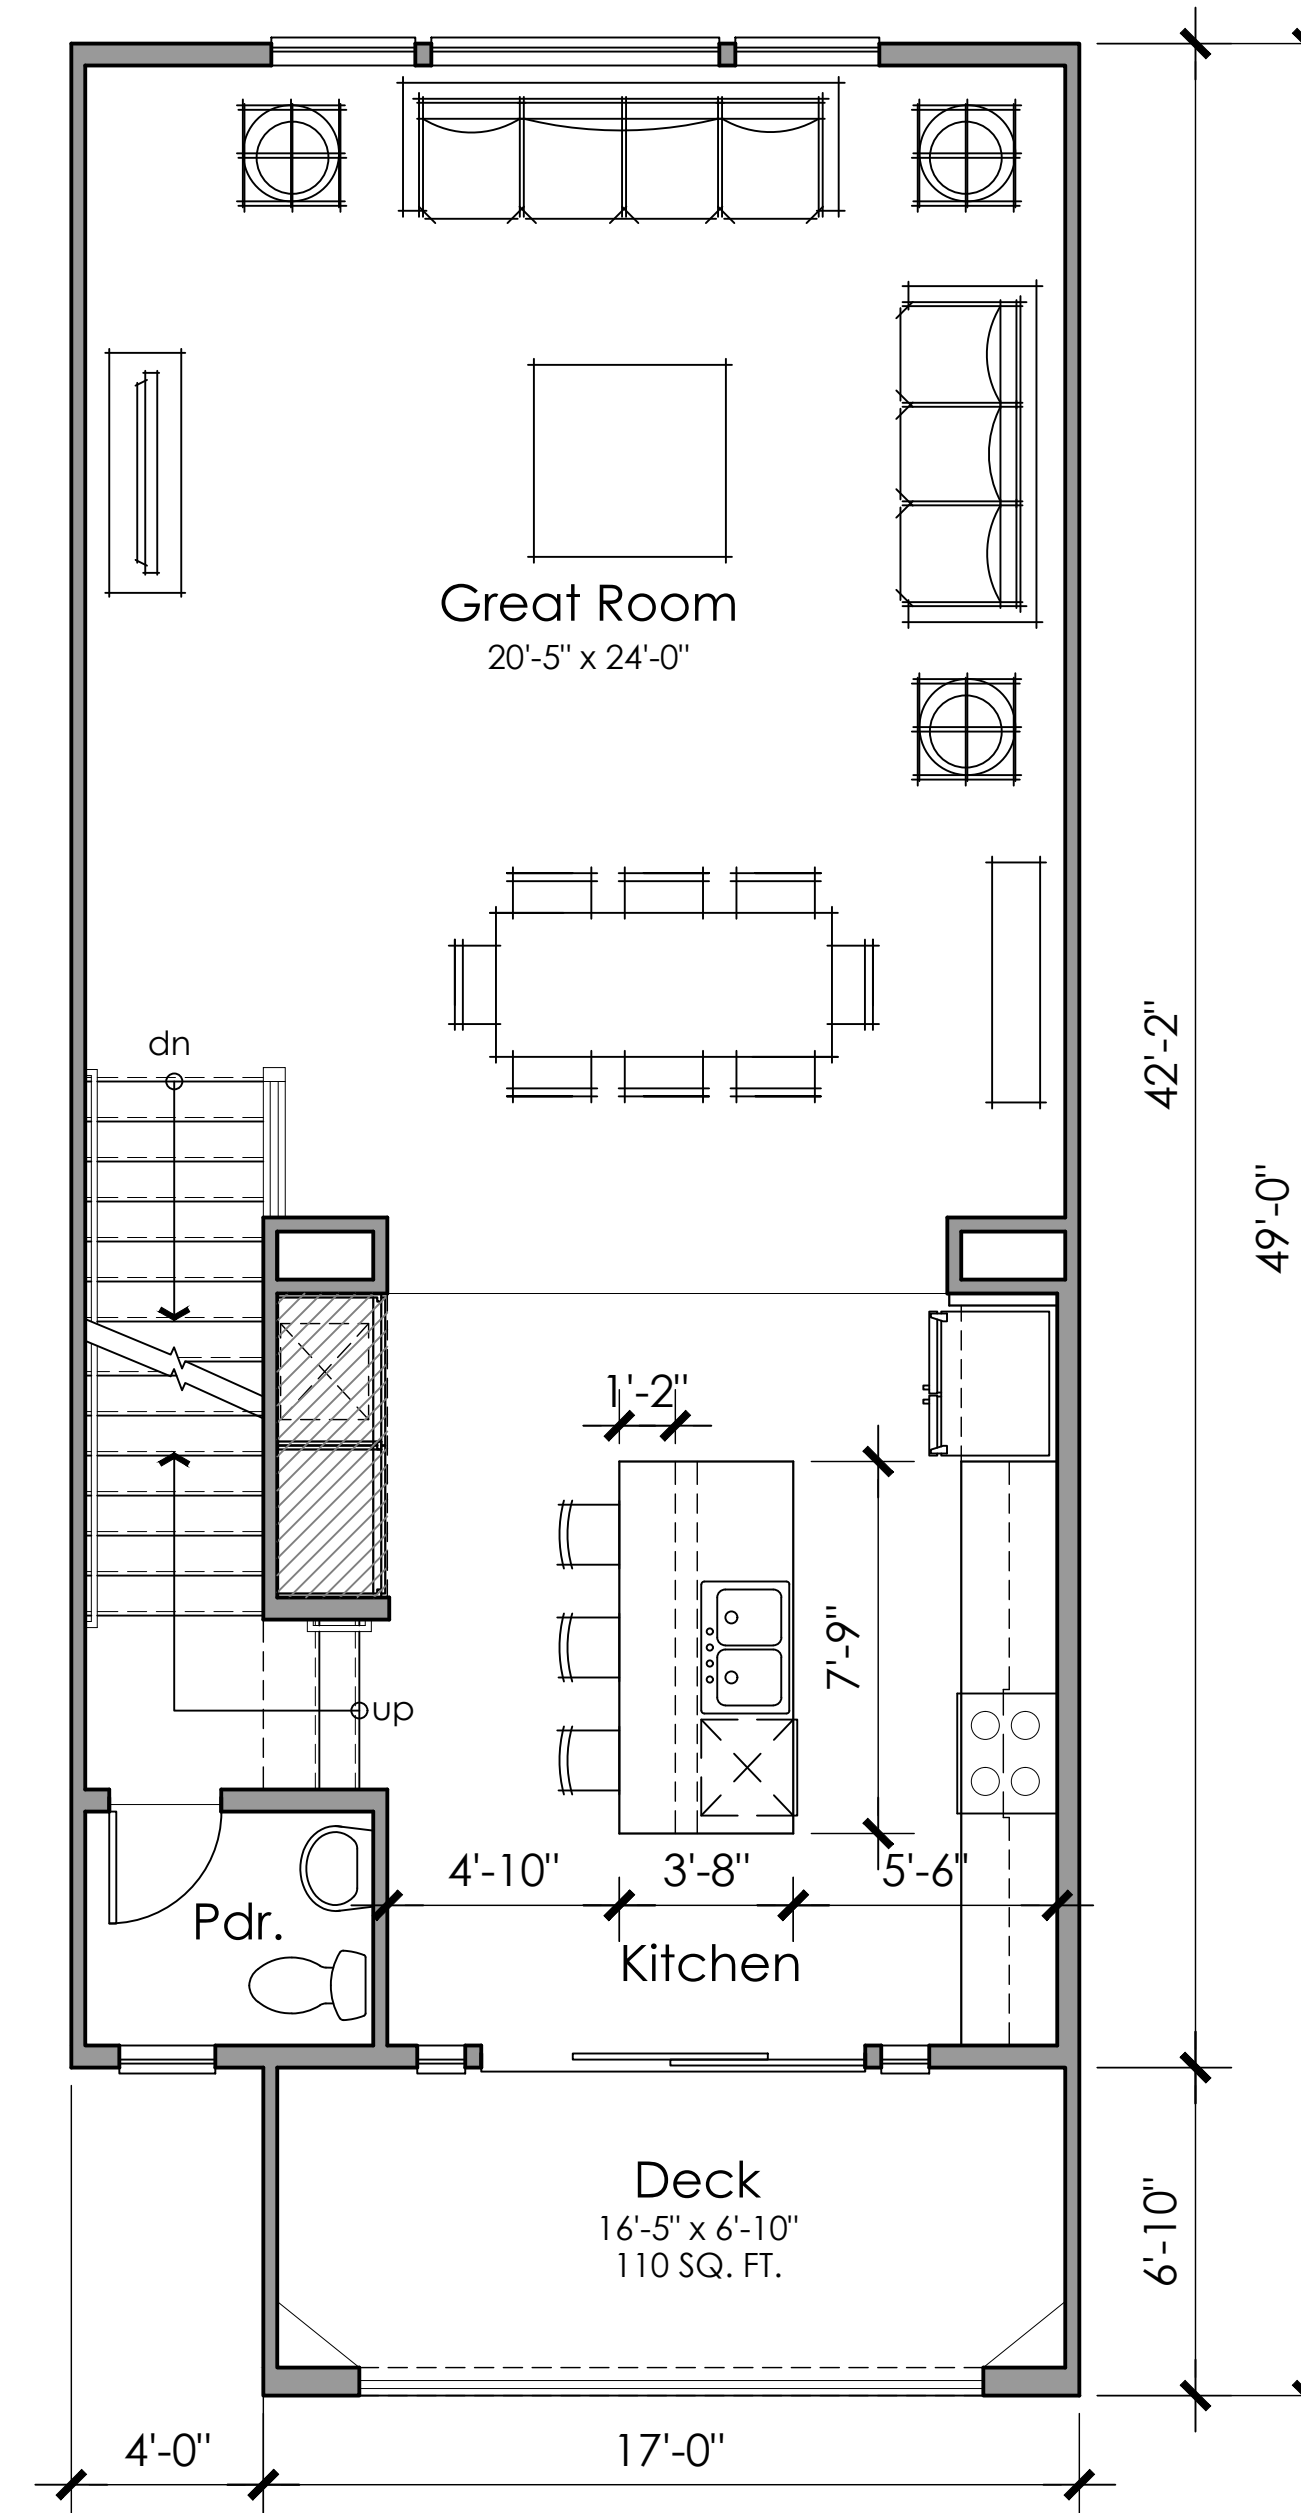 Great Room
20'-5" x 24'-0"
dn
42'-2"
49'-0"
1'-2"
7'-9"
up
4'-10"
3'-8"
5'-6"
Pdr.
Kitchen
Deck
16'-5" x 6'-10"
110 SQ. FT.
6'-10"
4'-0"
17'-0"